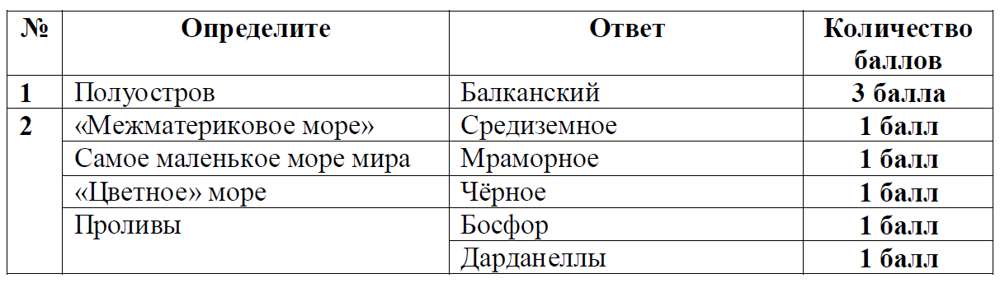 № Определите Ответ Количество
баллов
1 Полуостров Балканский 3 балла
2 «Межматериковое море» Средиземное 1 балл
Самое маленькое море мира Мраморное 1 балл
«Цветное» море Чёрное 1 балл
Проливы Босфор 1 балл
Дарданеллы 1 балл